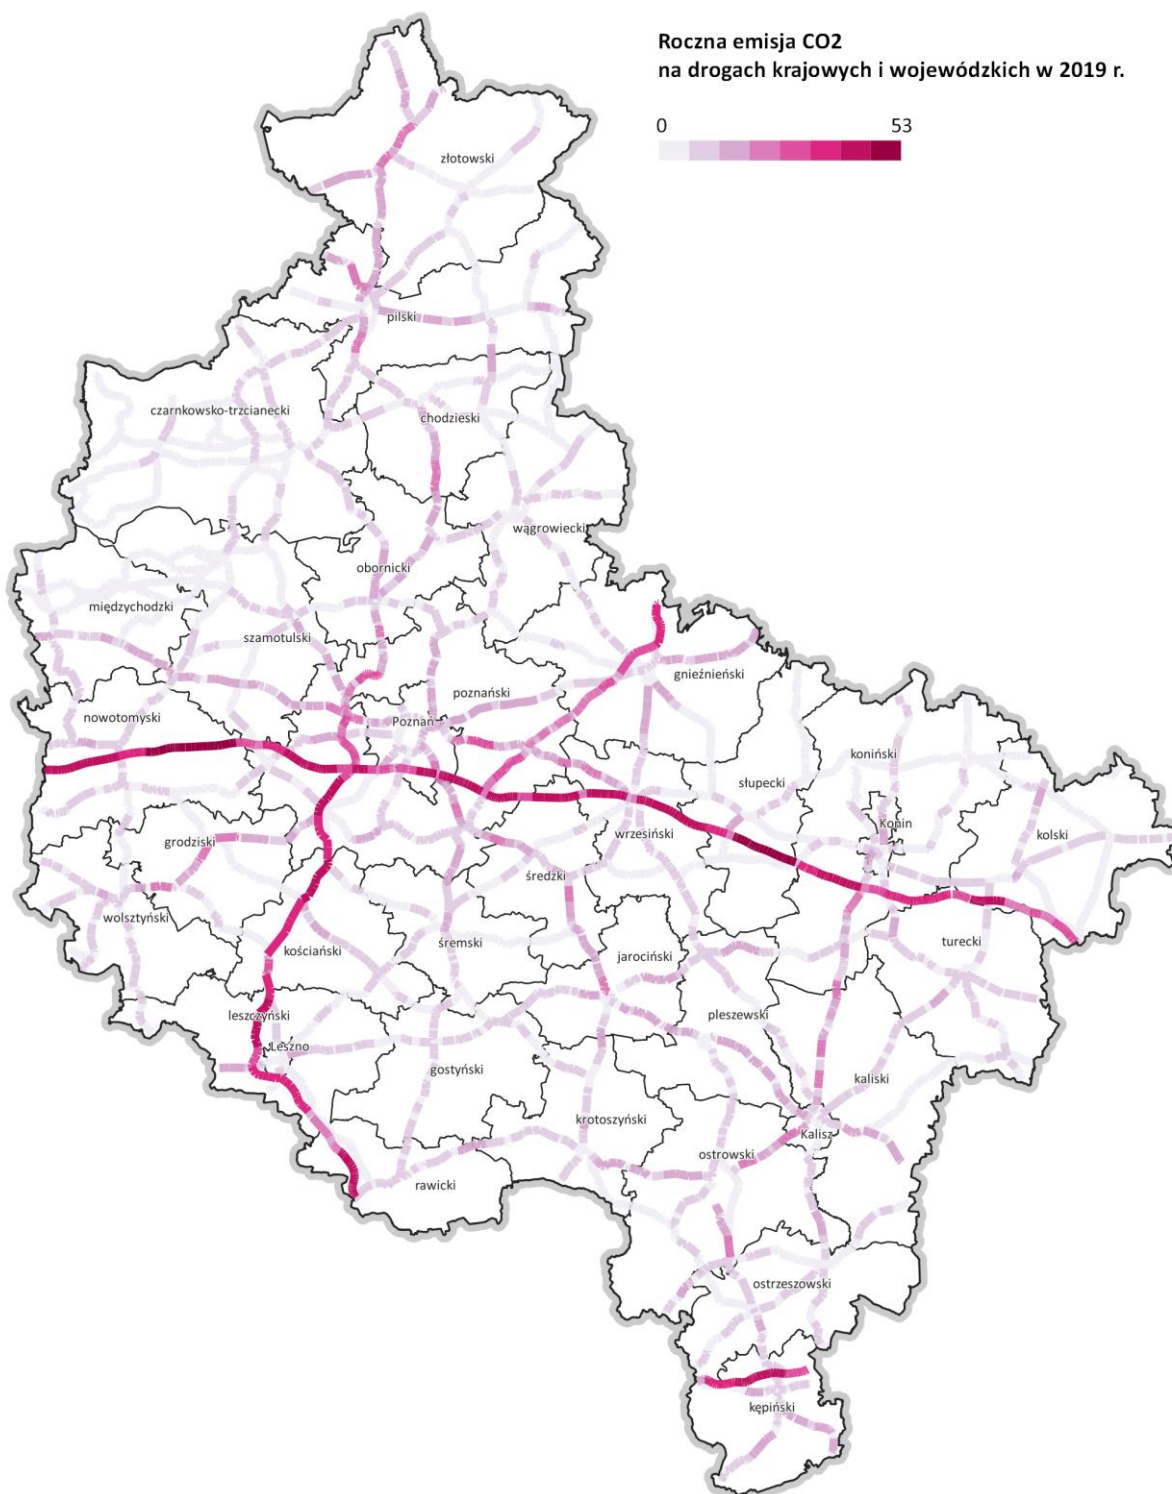 Roczna emisja CO2
na drogach krajowych i wojewódzkich w 2019 r.
0 53
złotowski
pilski
czarnkowsko-trzcianecki
chodzieski
wągrowiecki
obornicki
międzychodzki
szamotulski
gnieźnieński
poznański
nowotomyski
Poznań
koniński
słupecki
Konin
kolski
wrzesiński
grodziski
średzki
wolsztyński
kościański
śremski
jarociński
turecki
leszczyński
pleszewski
Leszno
gostyński
kaliski
krotoszyński
Kalisz
ostrowski
rawicki
ostrzeszowski
kępiński